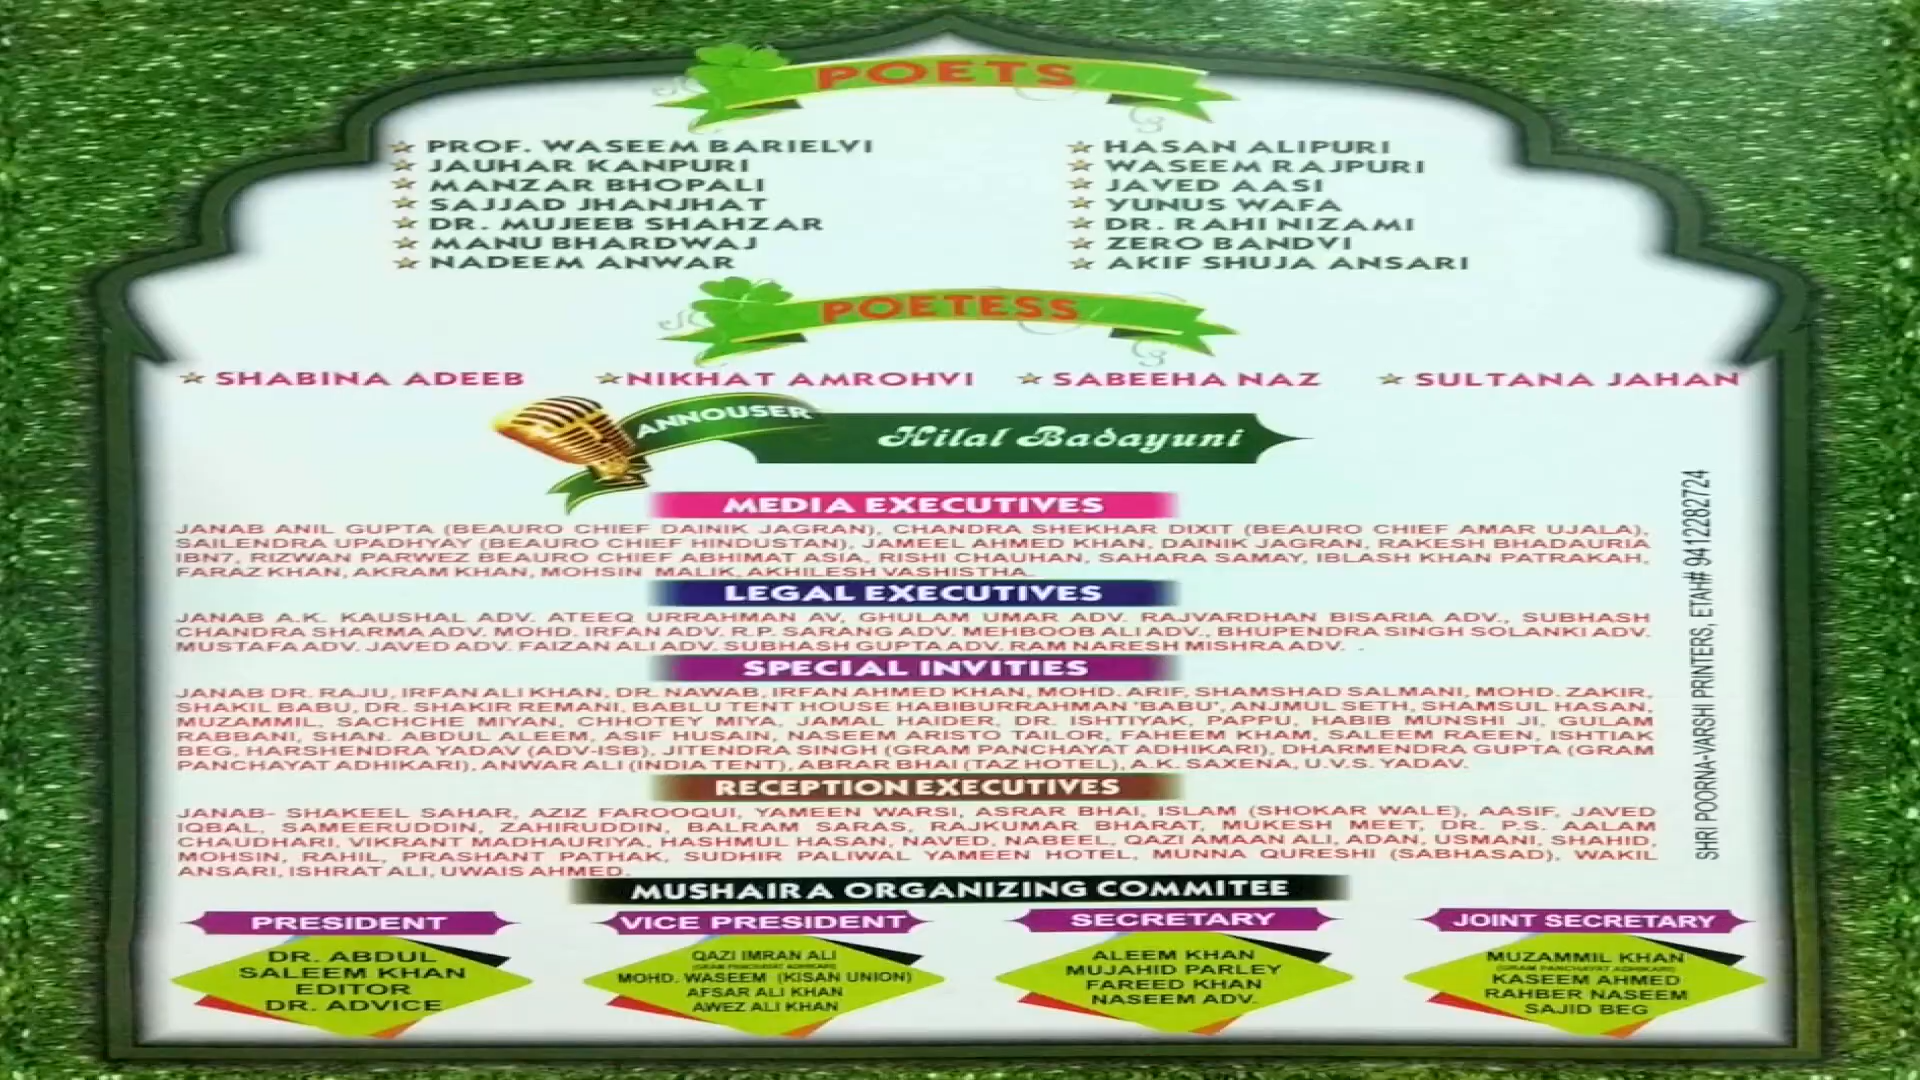 POETS
PROF. WASEEM BARIELVI
JAUHAR KANPURI
MANZAR BHOPALI
SAJJAD JHANJHAT
DR. MUJEEB SHAHZAR
MANU BHARDWAJ
NADEEM ANWAR
HASAN ALIPURI
WASEEM RAJPURI
JAVED AASI
YUNUS WAFA
DR. RAHI NIZAMI
ZERO BANDVI
AKIF SHUJA ANSARI
POETESS
SHABINA ADEEB NIKHAT AMROHVI SABEEHA NAZ SULTANA JAHAN
ANNOUSER
Hilal Badayuni
MEDIA EXECUTIVES
JANAB ANIL GUPTA (BEAURO CHIEF DAINIK JAGRAN), CHANDRA SHEKHAR DIXIT (BEAURO CHIEF AMAR UJALA),
SAILENDRA UPADHYAY (BEAURO CHIEF HINDUSTAN), JAMEEL AHMED KHAN, DAINIK JAGRAN, RAKESH BHADAURIA
IBN7, RIZWAN PARWEZ BEAURO CHIEF ABHIMAT ASIA, RISHI CHAUHAN, SAHARA SAMAY, IBLASH KHAN PATRAKAH,
FARAZ KHAN, AKRAM KHAN, MOHSIN MALIK, AKHILESH VASHISTHA.
LEGAL EXECUTIVES
JANAB A.K. KAUSHAL ADV. ATEEQ URRAHMAN AV, GHULAM UMAR ADV. RAJVARDHAN BISARIA ADV., SUBHASH
CHANDRA SHARMA ADV. MOHD. IRFAN ADV. R.P. SARANG ADV. MEHBOOB ALI ADV., BHUPENDRA SINGH SOLANKI ADV.
MUSTAFA ADV. JAVED ADV. FAIZAN ALI ADV. SUBHASH GUPTA ADV. RAM NARESH MISHRA ADV. .
SPECIAL INVITIES
JANAB DR. RAJU, IRFAN ALI KHAN, DR. NAWAB, IRFAN AHMED KHAN, MOHD. ARIF, SHAMSHAD SALMANI, MOHD. ZAKIR,
SHAKIL BABU, DR. SHAKIR REMANI, BABLU TENT HOUSE HABIBURRAHMAN 'BABU', ANJMUL SETH, SHAMSUL HASAN,
MUZAMMIL, SACHCHE MIYAN, CHHOTEY MIYA, JAMAL HAIDER, DR. ISHTIYAK, PAPPU, HABIB MUNSHI JI, GULAM
RABBANI, SHAN. ABDUL ALEEM, ASIF HUSAIN, NASEEM ARISTO TAILOR, FAHEEM KHAM, SALEEM RAEEN, ISHTIAK
BEG, HARSHENDRA YADAV (ADV-ISB), JITENDRA SINGH (GRAM PANCHAYAT ADHIKARI), DHARMENDRA GUPTA (GRAM
PANCHAYAT ADHIKARI), ANWAR ALI (INDIA TENT), ABRAR BHAI (TAZ HOTEL), A.K. SAXENA, U.V.S. YADAV.
RECEPTION EXECUTIVES
JANAB- SHAKEEL SAHAR, AZIZ FAROOQUI, YAMEEN WARSI, ASRAR BHAI, ISLAM (SHOKAR WALE), AASIF, JAVED
IQBAL, SAMEERUDDIN, ZAHIRUDDIN, BALRAM SARAS, RAJKUMAR BHARAT, MUKESH MEET, DR. P.S. AALAM
CHAUDHARI, VIKRANT MADHAURIYA, HASHMUL HASAN, NAVED, NABEEL, QAZI AMAAN ALI, ADAN, USMANI, SHAHID,
MOHSIN, RAHIL, PRASHANT PATHAK, SUDHIR PALIWAL YAMEEN HOTEL, MUNNA QURESHI (SABHASAD), WAKIL
ANSARI, ISHRAT ALI, UWAIS AHMED.
MUSHAIRA ORGANIZING COMMITEE
PRESIDENT
DR. ABDUL
SALEEM KHAN
EDITOR
DR. ADVICE
VICE PRESIDENT
QAZI IMRAN ALI
(GRAM PANCHAYAT ADHIKARI)
MOHD. WASEEM (KISAN UNION)
AFSAR ALI KHAN
AWEZ ALI KHAN
SECRETARY
ALEEM KHAN
MUJAHID PARLEY
FAREED KHAN
NASEEM ADV.
JOINT SECRETARY
MUZAMMIL KHAN
(GRAM PANCHAYAT ADHIKARI)
KASEEM AHMED
RAHBER NASEEM
SAJID BEG
SHRI POORNA-VARSHI PRINTERS, ETAH# 9412282724